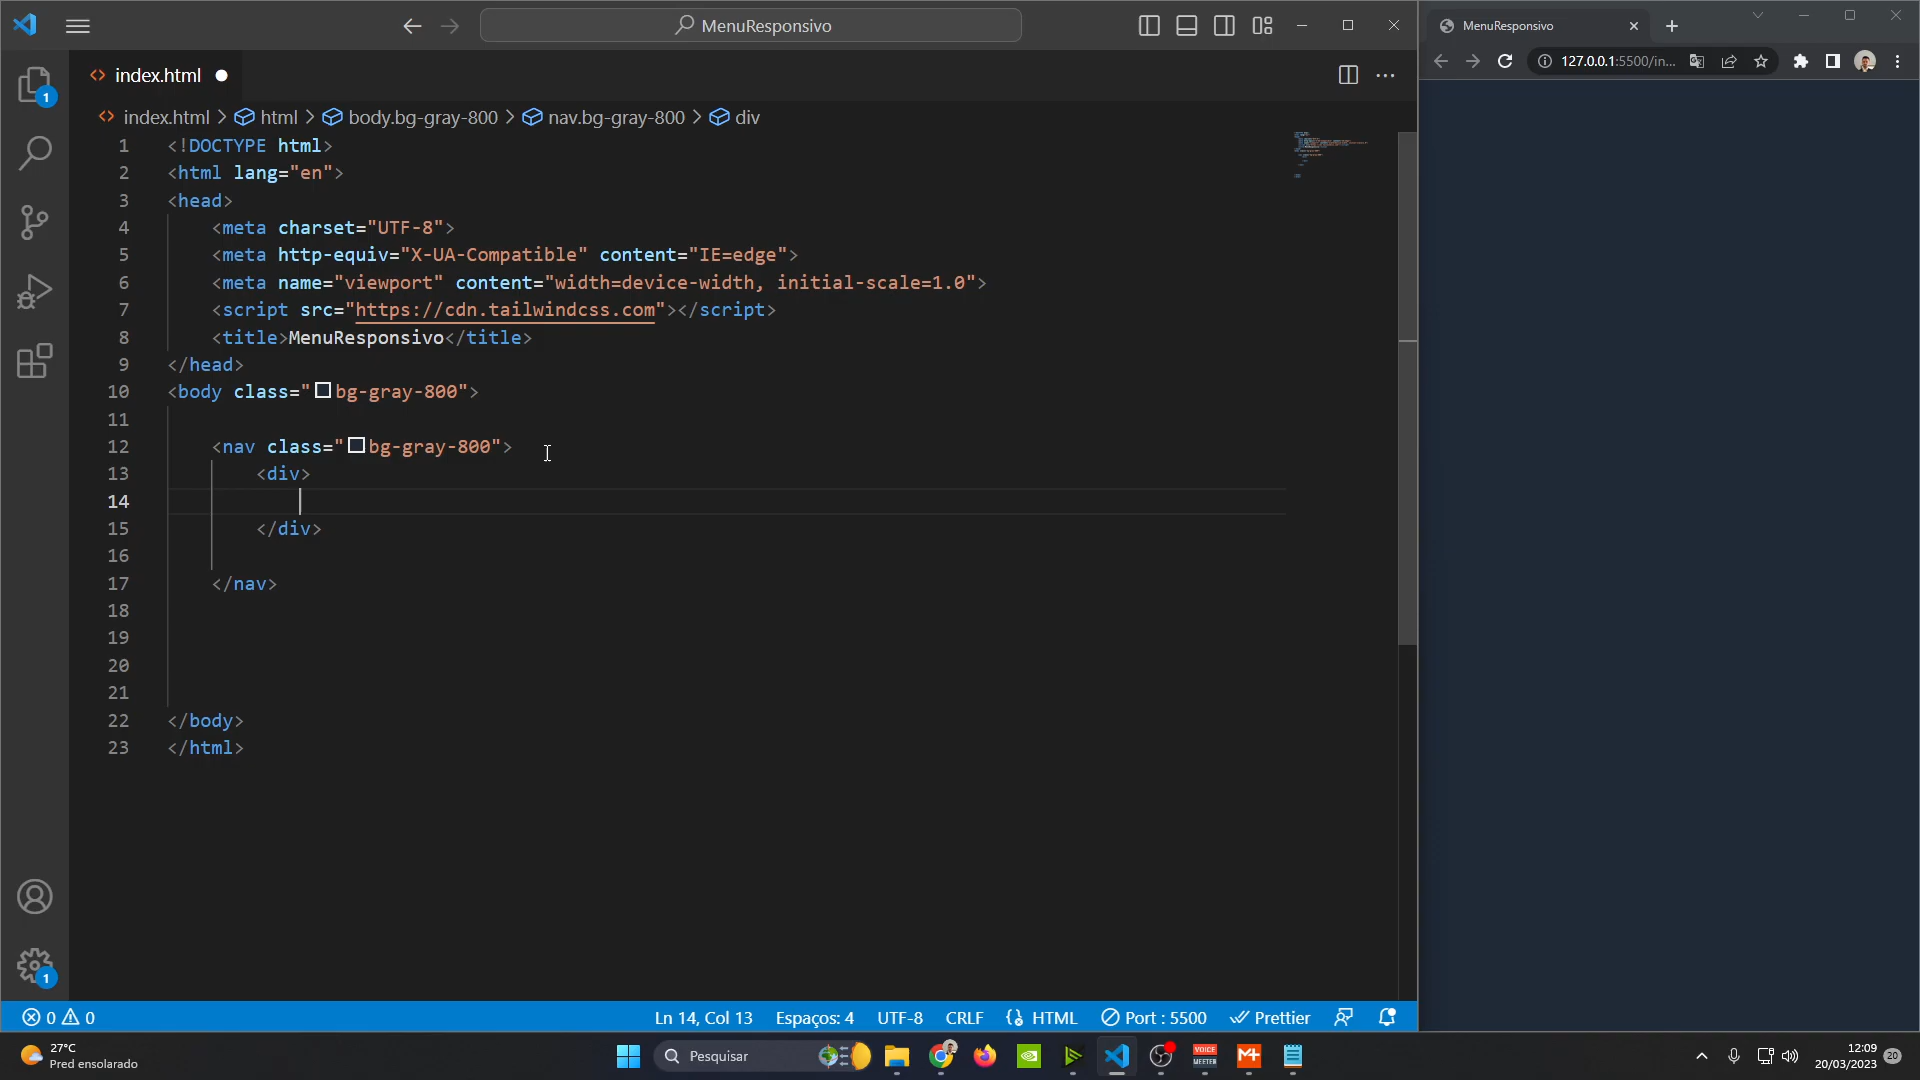 MenuResponsivo
MenuResponsivo
index.html
127.0.0.1:5500/in...
1
index.html > html > body.bg-gray-800 > nav.bg-gray-800 > div
1 <!DOCTYPE html>
2 <html lang="en">
3 <head>
4 <meta charset="UTF-8">
5 <meta http-equiv="X-UA-Compatible" content="IE=edge">
6 <meta name="viewport" content="width=device-width, initial-scale=1.0">
7 <script src="https://cdn.tailwindcss.com"></script>
8 <title>MenuResponsivo</title>
9 </head>
10 <body class="bg-gray-800">
11
12 <nav class="bg-gray-800">
13 <div>
14
15 </div>
16
17 </nav>
18
19
20
21
22 </body>
23 </html>
1
0 0
Ln 14, Col 13
Espaços: 4
UTF-8
CRLF
HTML
Port : 5500
Prettier
27°C
Pred ensolarado
Pesquisar
VOICE
MEETER
M+
12:09
20/03/2023
20